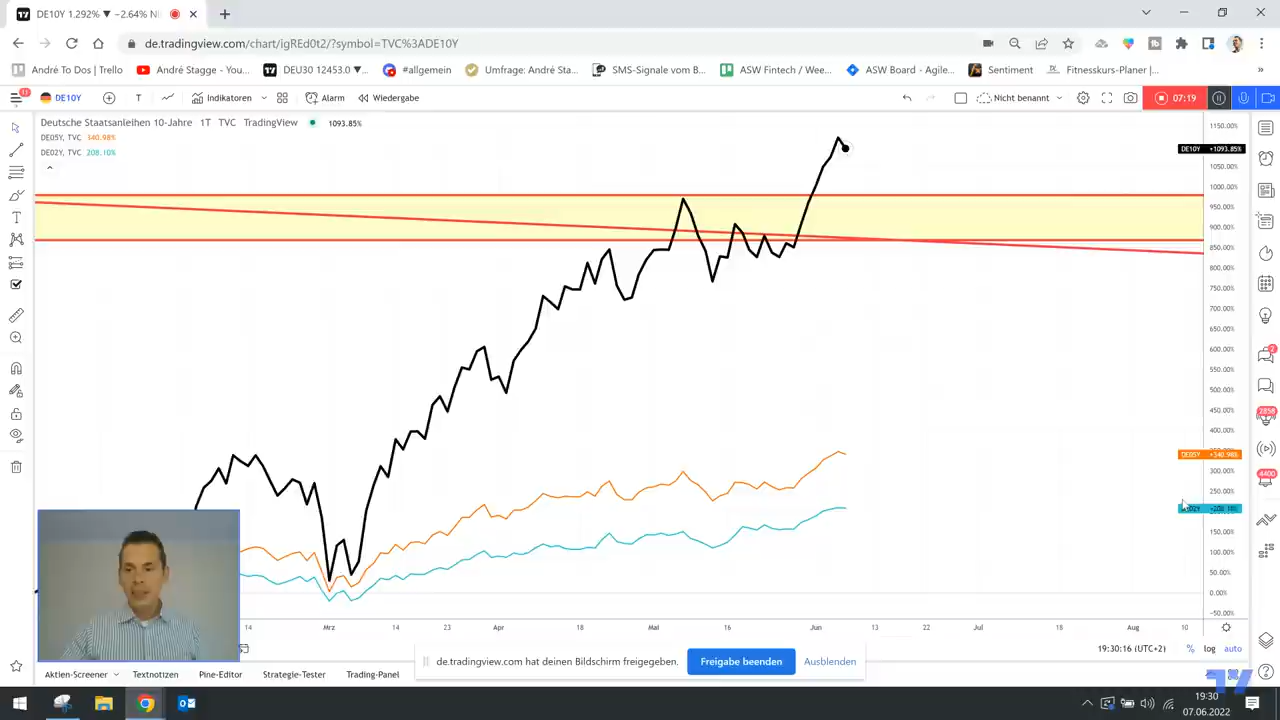 DE10Y 1.292% ▼ −2.64% Ni
de.tradingview.com/chart/igREd0t2/?symbol=TVC%3ADE10Y
André To Dos | Trello
André Stagge - You...
DEU30 12453.0 ▼...
#allgemein
Umfrage: André Sta...
SMS-Signale vom B...
ASW Fintech / Wee...
ASW Board - Agile...
Sentiment
Fitnesskurs-Planer |...
11
DE10Y
T
Indikatoren
Alarm
Wiedergabe
Nicht benannt
07:19
Deutsche Staatsanleihen 10-Jahre 1T TVC TradingView 1093.85%
DE05Y, TVC 340.98%
DE02Y, TVC 208.10%
1150.00%
DE10Y +1093.85%
1050.00%
1000.00%
950.00%
900.00%
850.00%
800.00%
750.00%
700.00%
650.00%
600.00%
550.00%
500.00%
450.00%
400.00%
DE05Y +340.98%
300.00%
250.00%
150.00%
100.00%
50.00%
0.00%
−50.00%
2
2858
4400
14
Mrz
14
23
Apr
18
Mai
16
Jun
13
22
Jul
18
Aug
10
19:30:16 (UTC+2)
%
log
auto
de.tradingview.com hat deinen Bildschirm freigegeben.
Freigabe beenden
Ausblenden
Aktien-Screener
Textnotizen
Pine-Editor
Strategie-Tester
Trading-Panel
19:30
07.06.2022